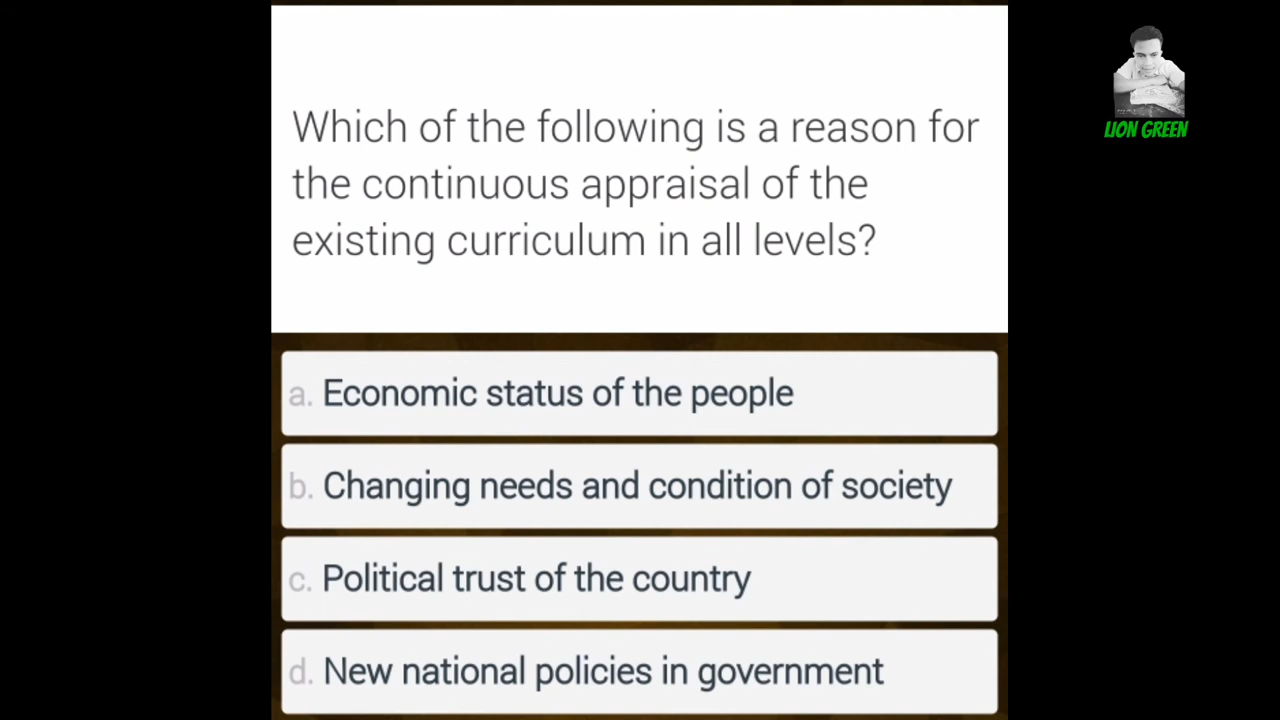 Which of the following is a reason for
the continuous appraisal of the
existing curriculum in all levels?
a. Economic status of the people
b. Changing needs and condition of society
c. Political trust of the country
d. New national policies in government
LION GREEN